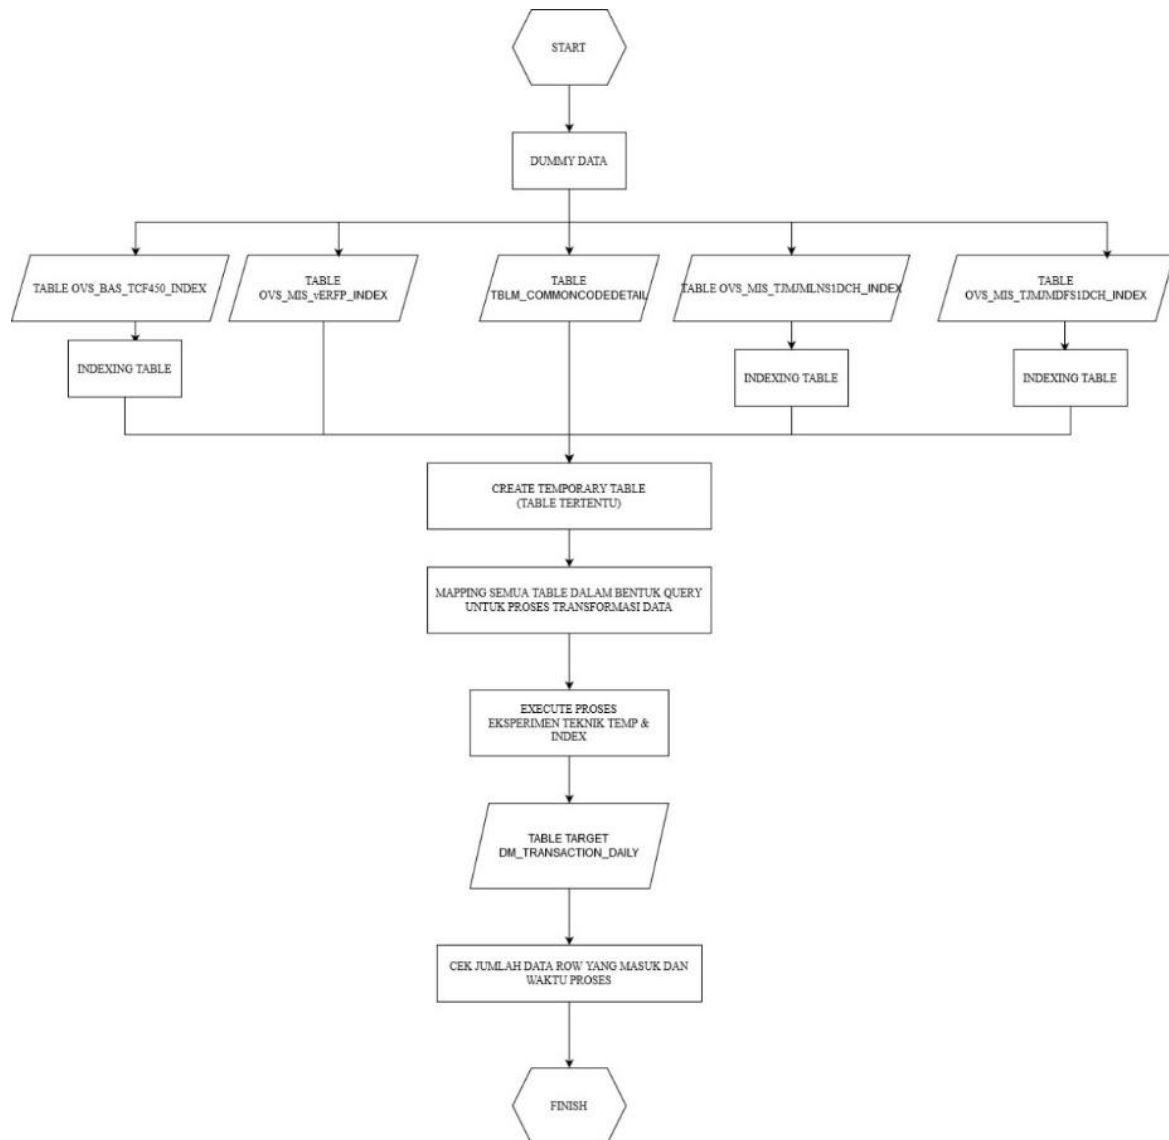 START
DUMMY DATA
TABLE OVS_BAS_TCF450_INDEX
TABLE
OVS_MIS_vERFP_INDEX
TABLE
TBLM_COMMONCODEDETAIL
TABLE OVS_MIS_TJMJMLNS1DCH_INDEX
TABLE
OVS_MIS_TJMJMDFS1DCH_INDEX
INDEXING TABLE
INDEXING TABLE
INDEXING TABLE
CREATE TEMPORARY TABLE
(TABLE TERTENTU)
MAPPING SEMUA TABLE DALAM BENTUK QUERY
UNTUK PROSES TRANSFORMASI DATA
EXECUTE PROSES
EKSPERIMEN TEKNIK TEMP &
INDEX
TABLE TARGET
DM_TRANSACTION_DAILY
CEK JUMLAH DATA ROW YANG MASUK DAN
WAKTU PROSES
FINISH